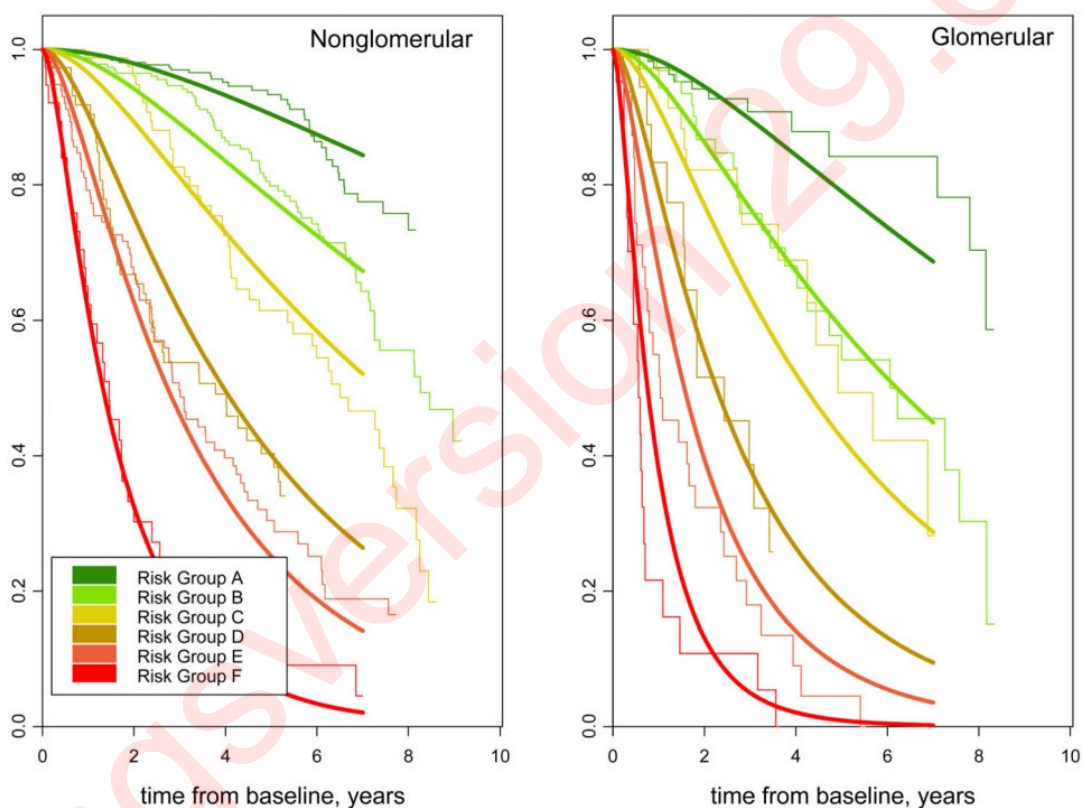 Nonglomerular
1.0
0.8
0.6
0.4
0.2
0.0
Risk Group A
Risk Group B
Risk Group C
Risk Group D
Risk Group E
Risk Group F
0 2 4 6 8 10
time from baseline, years
Glomerular
1.0
0.8
0.6
0.4
0.2
0.0
0 2 4 6 8 10
time from baseline, years
gsversion 29.